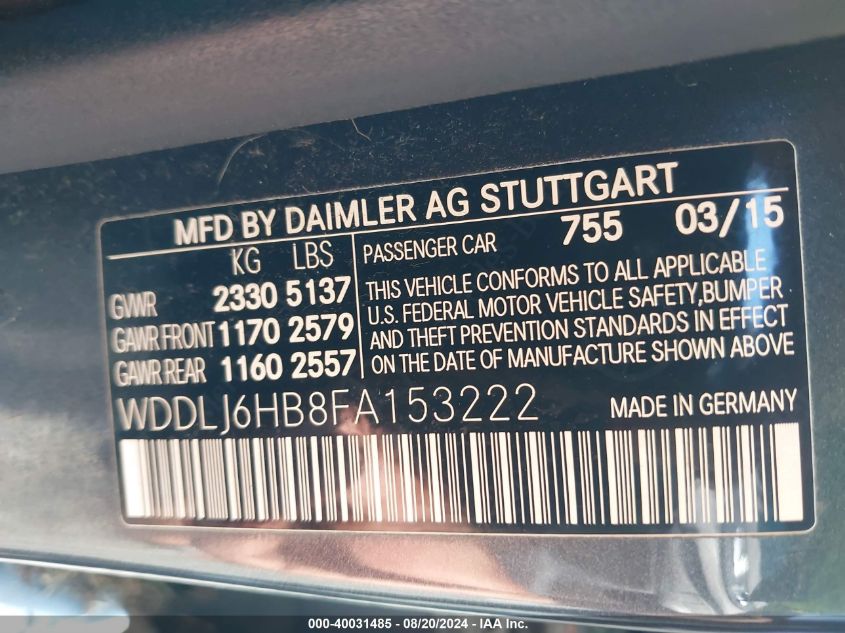 MFD BY DAIMLER AG STUTTGART
KG LBS
GVWR 2330 5137
GAWR FRONT 1170 2579
GAWR REAR 1160 2557
PASSENGER CAR 755 03/15
THIS VEHICLE CONFORMS TO ALL APPLICABLE
U.S. FEDERAL MOTOR VEHICLE SAFETY,BUMPER
AND THEFT PREVENTION STANDARDS IN EFFECT
ON THE DATE OF MANUFACTURE SHOWN ABOVE
WDDLJ6HB8FA153222 MADE IN GERMANY
000-40031485 - 08/20/2024 - IAA Inc.